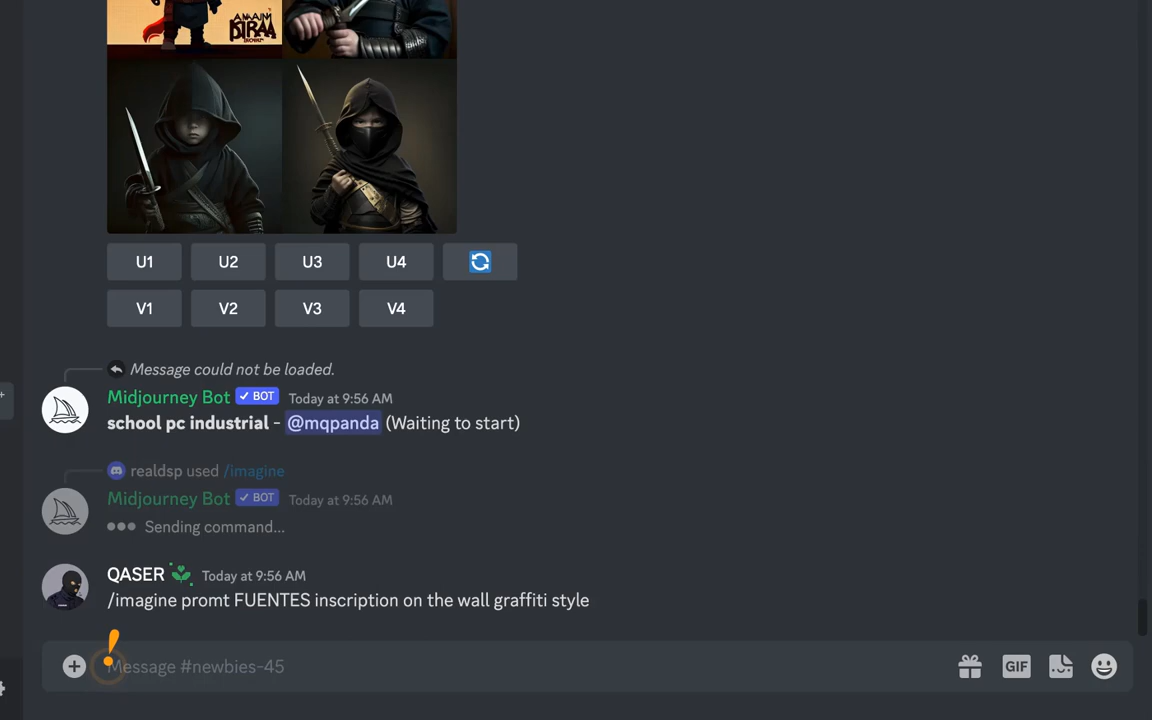 U1 U2 U3 U4
V1 V2 V3 V4
Message could not be loaded.
Midjourney Bot ✓ BOT Today at 9:56 AM
school pc industrial - @mqpanda (Waiting to start)
realdsp used /imagine
Midjourney Bot ✓ BOT Today at 9:56 AM
Sending command...
QASER Today at 9:56 AM
/imagine promt FUENTES inscription on the wall graffiti style
Message #newbies-45
GIF